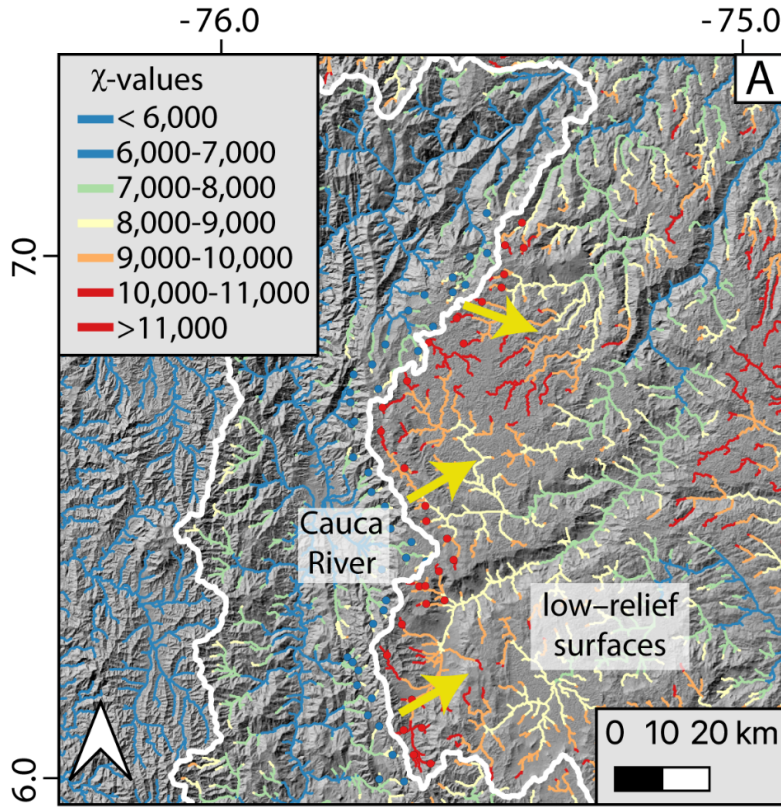 -76.0
-75.0
A
χ-values
< 6,000
6,000-7,000
7,000-8,000
8,000-9,000
9,000-10,000
10,000-11,000
>11,000
7.0
Cauca
River
low–relief
surfaces
6.0
0 10 20 km